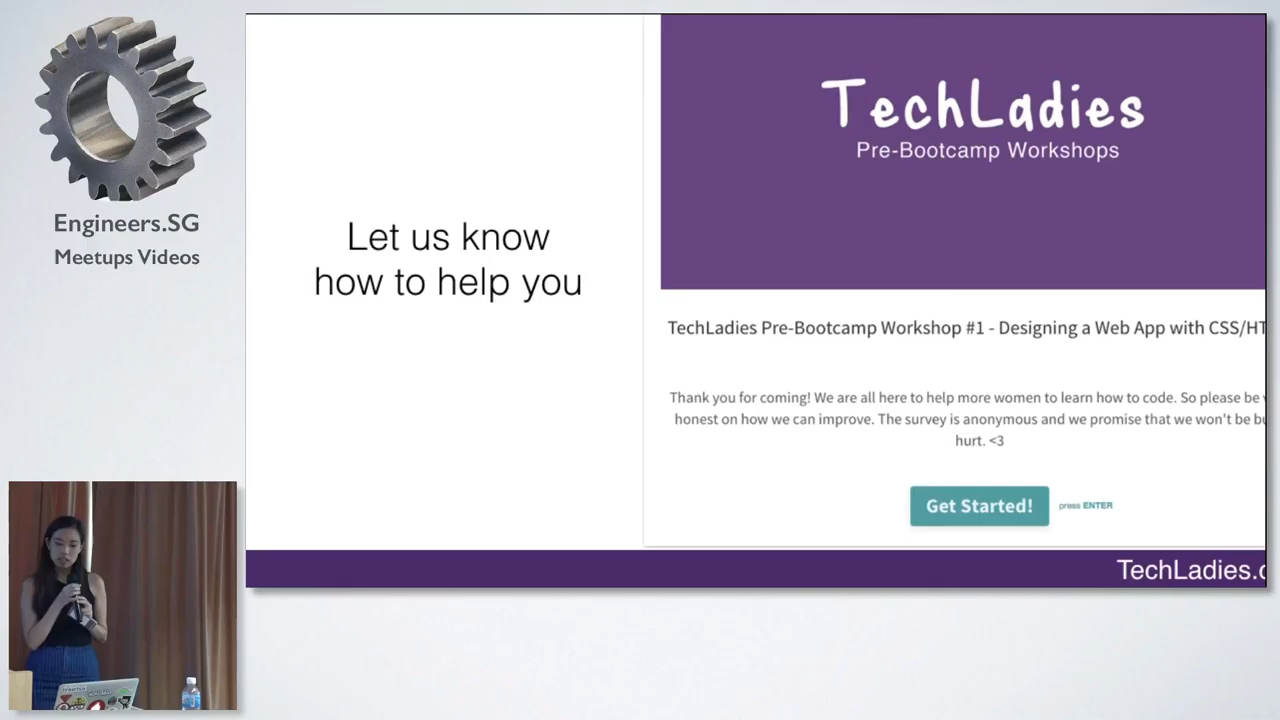 Engineers.SG
Meetups Videos
Let us know
how to help you
TechLadies
Pre-Bootcamp Workshops
TechLadies Pre-Bootcamp Workshop #1 - Designing a Web App with CSS/HT
Thank you for coming! We are all here to help more women to learn how to code. So please be
honest on how we can improve. The survey is anonymous and we promise that we won't be
hurt. <3
Get Started!
press ENTER
TechLadies.